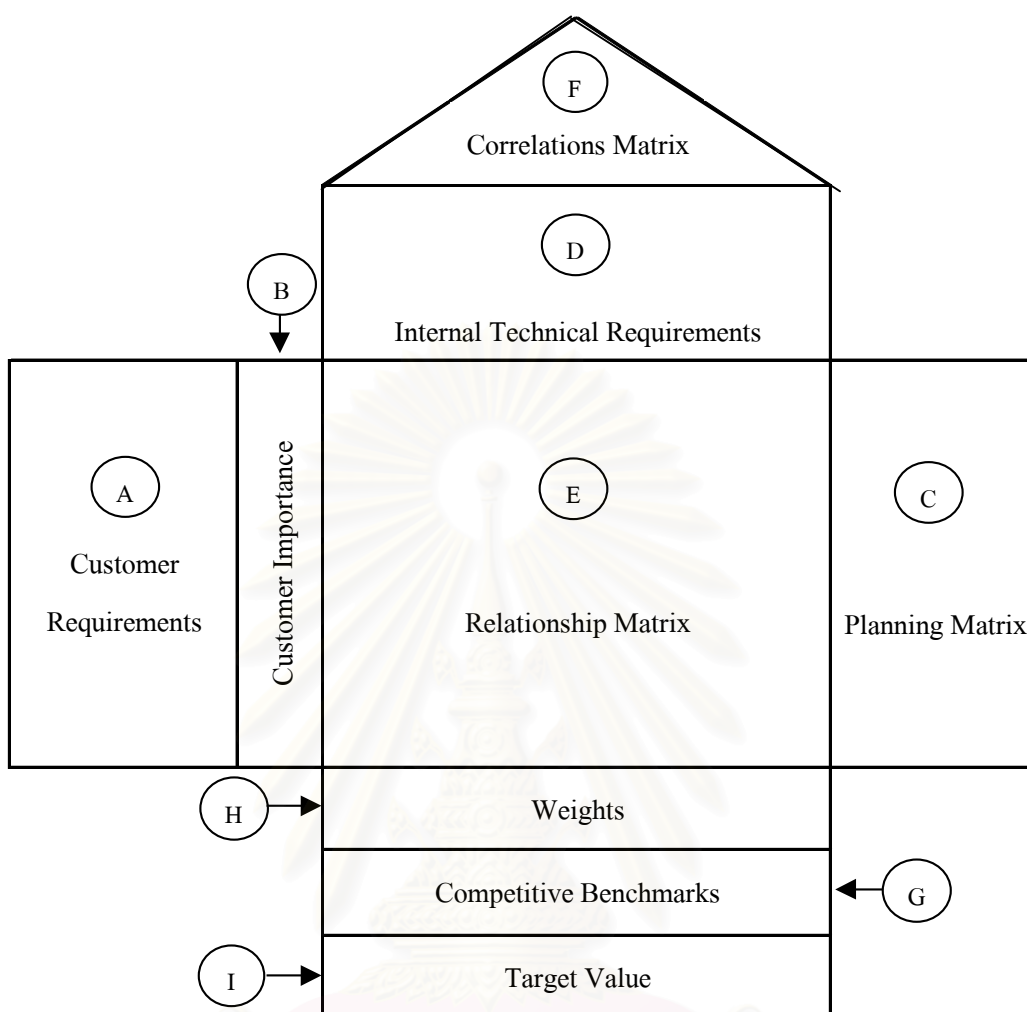 F
Correlations Matrix
D
Internal Technical Requirements
B
A
Customer
Requirements
Customer Importance
E
Relationship Matrix
C
Planning Matrix
H
Weights
Competitive Benchmarks
G
I
Target Value